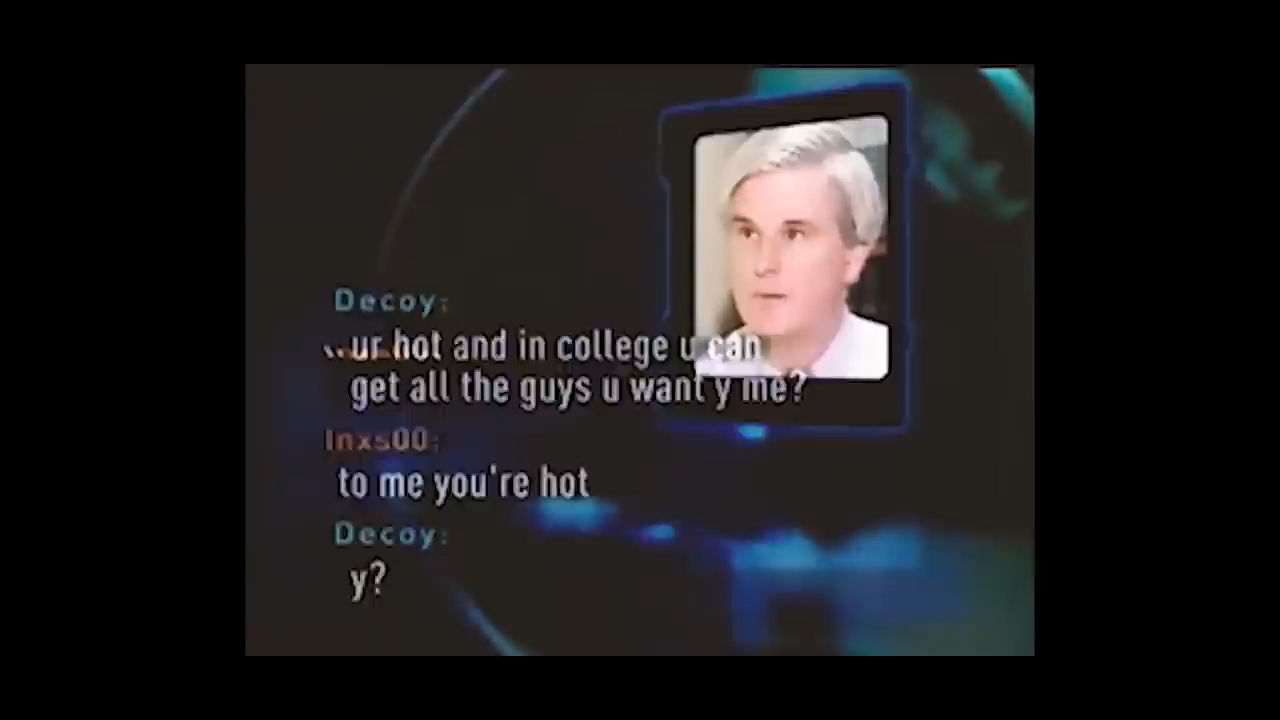 Decoy:
ur hot and in college u can
get all the guys u want y me?
Inxs00:
to me you're hot
Decoy:
y?